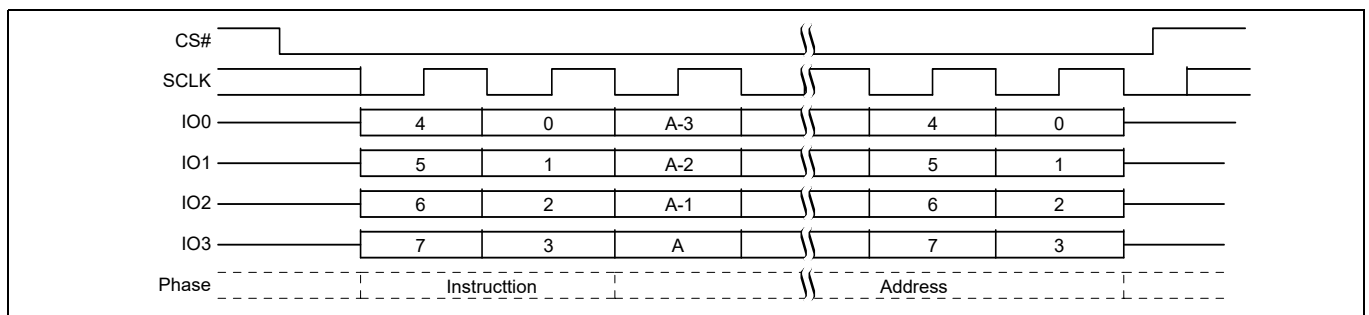 CS#
SCLK
IO0 4 0 A-3 4 0
IO1 5 1 A-2 5 1
IO2 6 2 A-1 6 2
IO3 7 3 A 7 3
Phase Instructtion Address